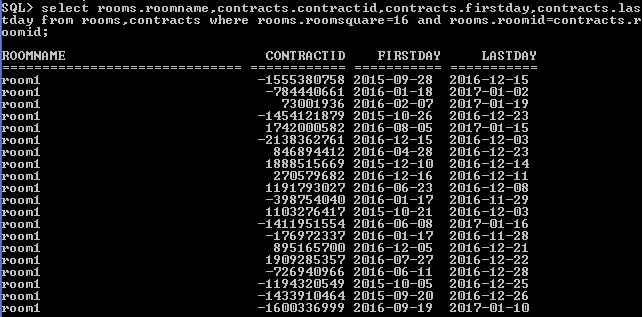 SQL> select rooms.roomname,contracts.contractid,contracts.firstday,contracts.las
tday from rooms,contracts where rooms.roomsquare=16 and rooms.roomid=contracts.r
oomid;
ROOMNAME CONTRACTID FIRSTDAY LASTDAY
============================== ============ =========== ===========
room1 -1555380758 2015-09-28 2016-12-15
room1 -784440661 2016-01-18 2017-01-02
room1 73001936 2016-02-07 2017-01-19
room1 -1454121879 2015-10-26 2016-12-23
room1 1742000582 2016-08-05 2017-01-15
room1 -2138362761 2016-12-15 2016-12-03
room1 846894412 2016-04-28 2016-12-23
room1 1888515669 2015-12-10 2016-12-14
room1 270579682 2016-12-16 2016-12-11
room1 1191793027 2016-06-23 2016-12-08
room1 -398754040 2016-01-17 2016-11-29
room1 1103276417 2015-10-21 2016-12-03
room1 -1411951554 2016-06-08 2017-01-16
room1 -176972337 2016-01-17 2016-11-28
room1 895165700 2016-12-05 2016-12-21
room1 1909285357 2016-07-27 2016-12-22
room1 -726940966 2016-06-11 2016-12-28
room1 -1194320549 2015-10-05 2016-12-25
room1 -1433910464 2015-09-20 2016-12-26
room1 -1600336999 2016-09-19 2017-01-10